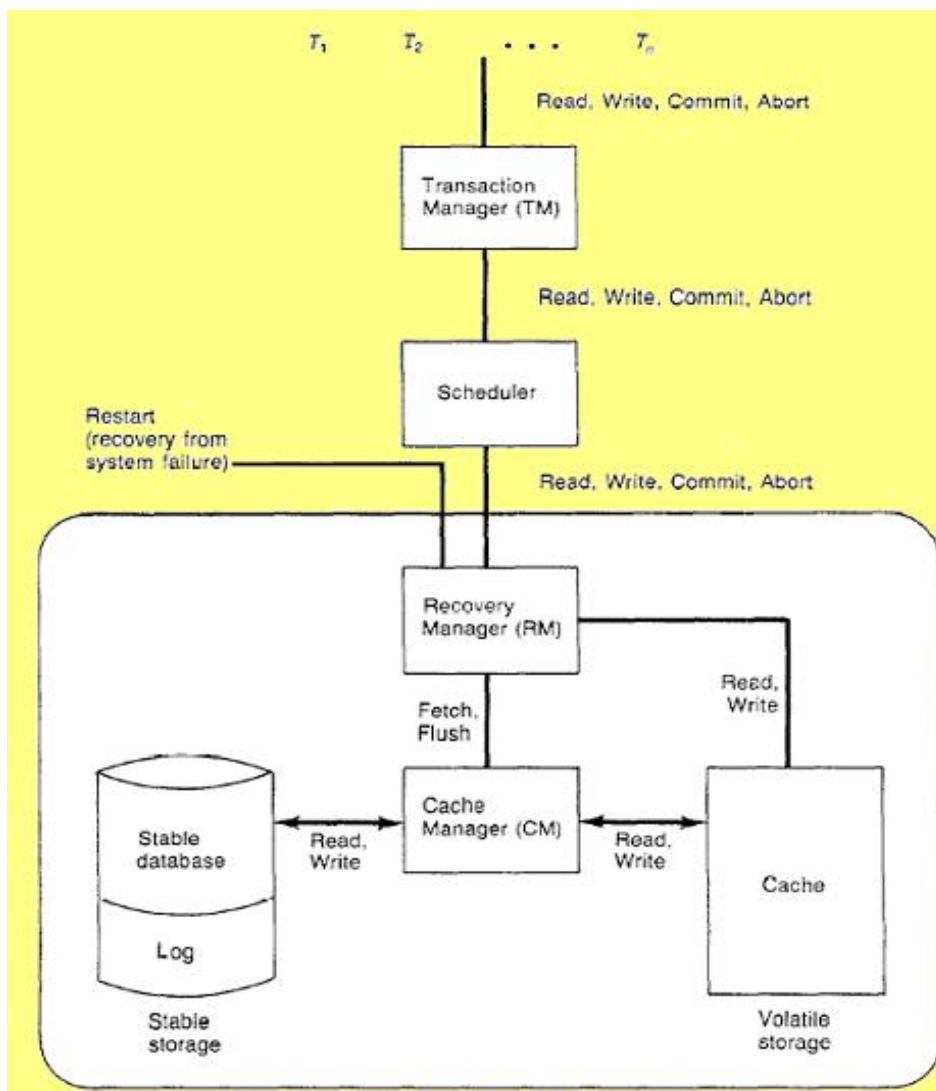 T1 T2 • • • Tn
Read, Write, Commit, Abort
Transaction
Manager (TM)
Read, Write, Commit, Abort
Scheduler
Restart
(recovery from
system failure)
Read, Write, Commit, Abort
Recovery
Manager (RM)
Read,
Write
Fetch,
Flush
Stable
database
Read,
Write
Cache
Manager (CM)
Read,
Write
Cache
Log
Stable
storage
Volatile
storage